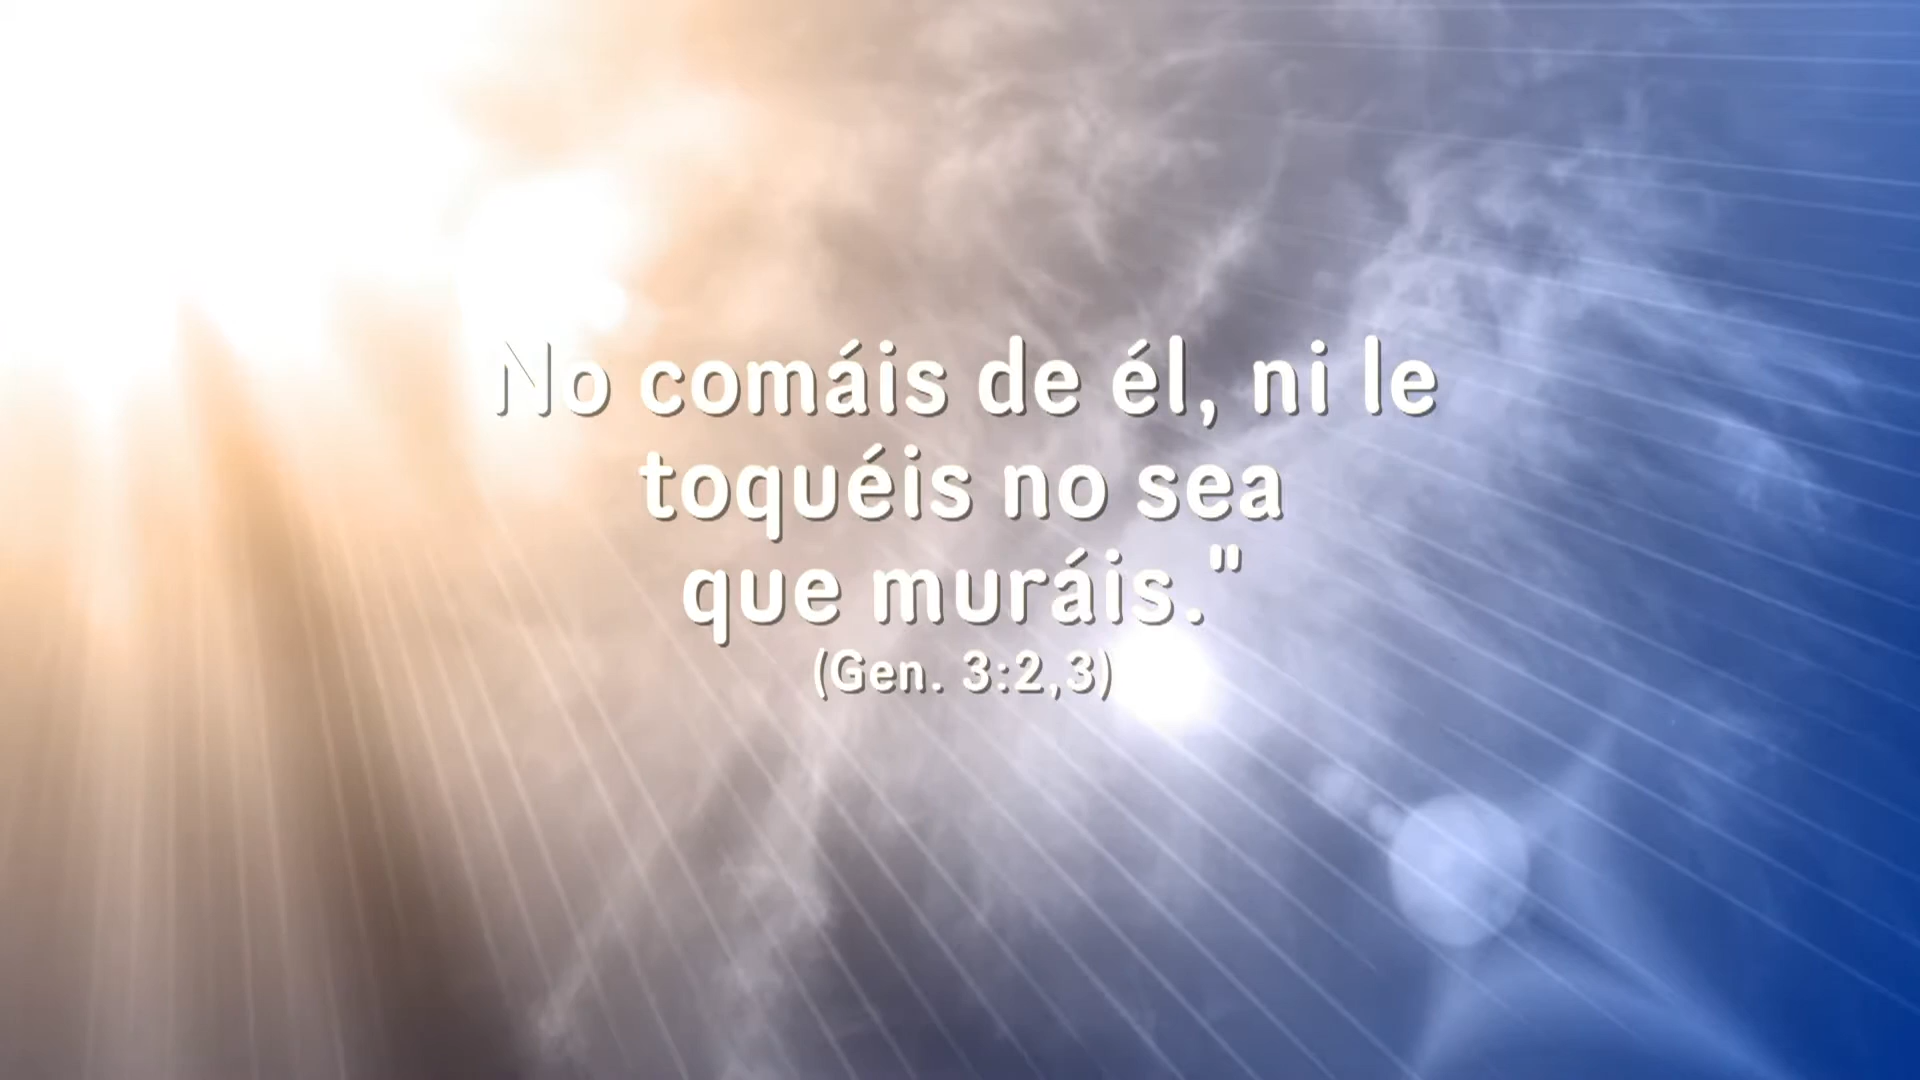 No comáis de él, ni le
toquéis no sea
que muráis."
(Gen. 3:2,3)